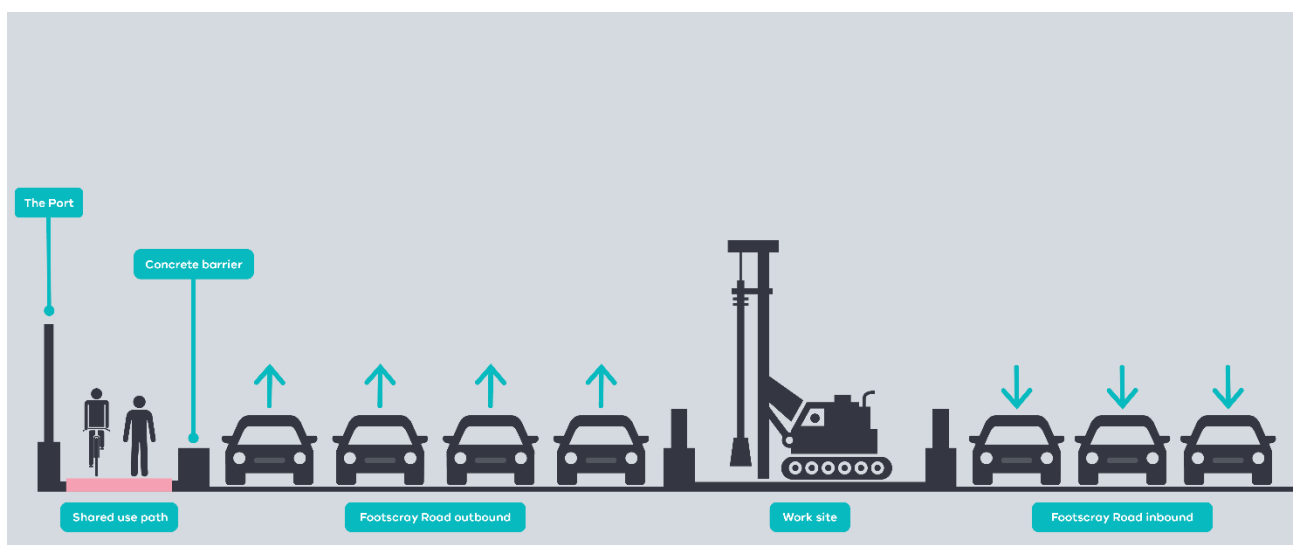 The Port
Concrete barrier
Shared use path
Footscray Road outbound
Work site
Footscray Road inbound